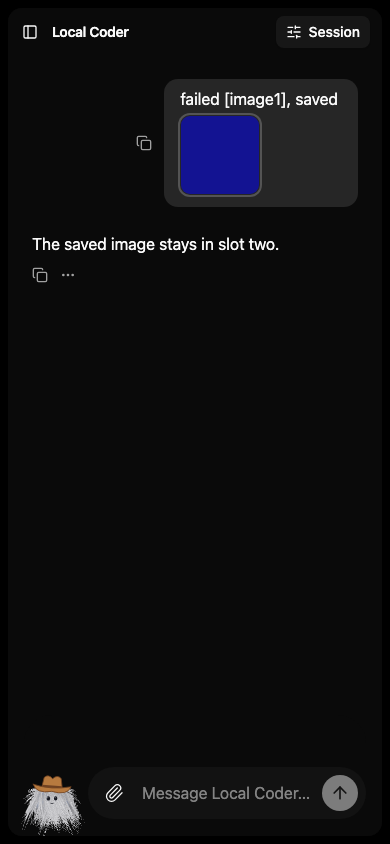 Local Coder
Session
failed [image1], saved
The saved image stays in slot two.
Message Local Coder...